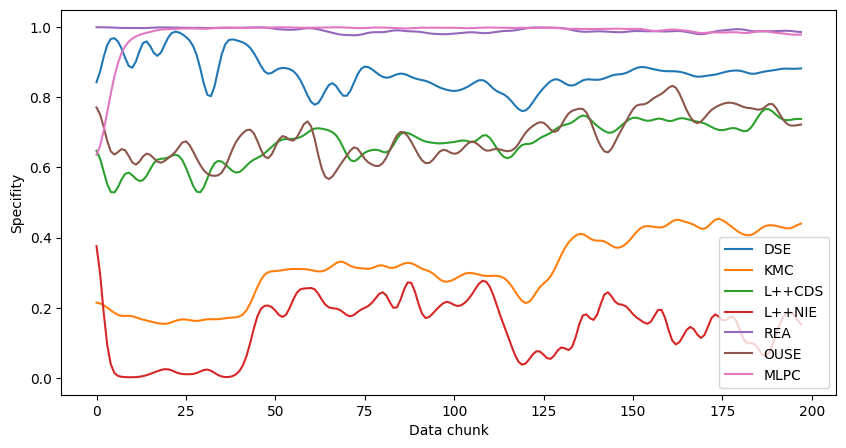 1.0
0.8
0.6
0.4
0.2
0.0
Specifity
0
25
50
75
100
125
150
175
200
Data chunk
DSE
KMC
L++CDS
L++NIE
REA
OUSE
MLPC